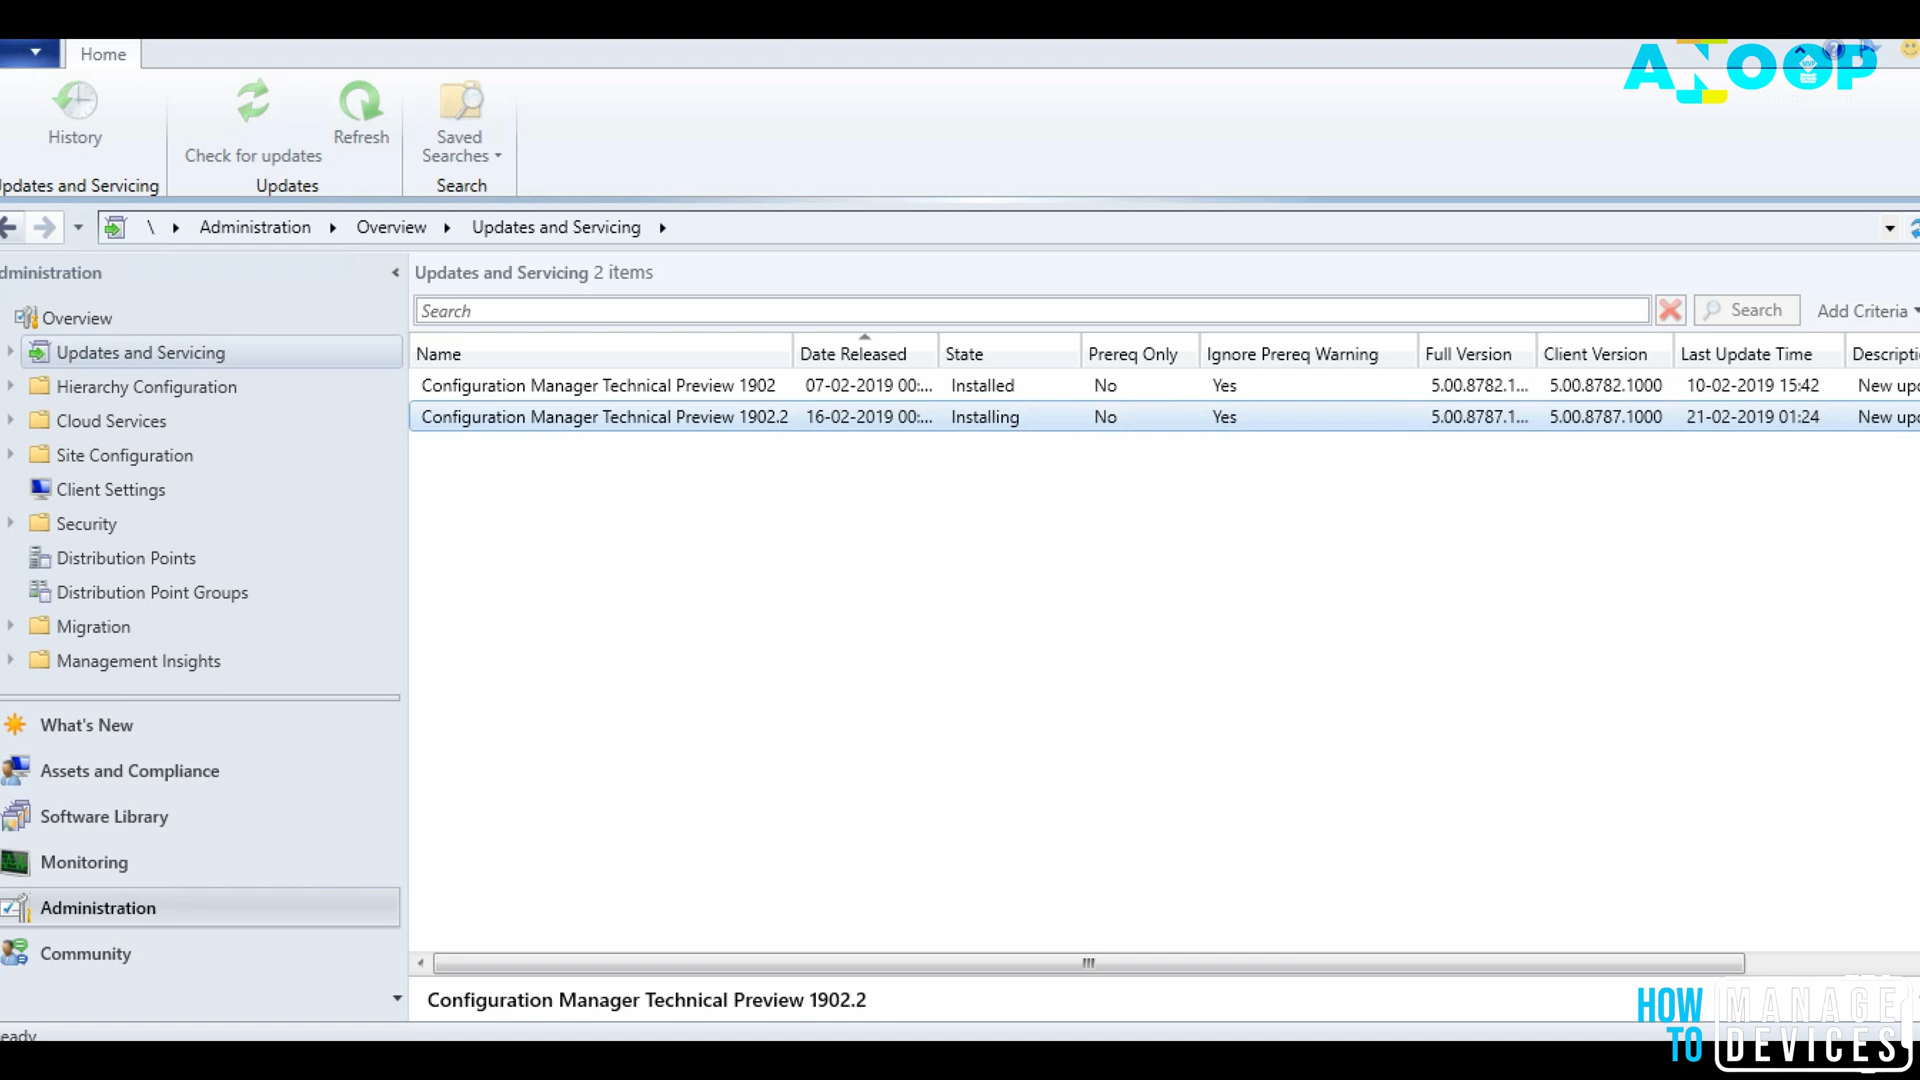 Home
ANOOP
MVP
History
Check for updates
Refresh
Saved
Searches
pdates and Servicing
Updates
Search
\ Administration Overview Updates and Servicing
dministration
Updates and Servicing 2 items
Search
Search
Add Criteria
Overview
Updates and Servicing
Hierarchy Configuration
Cloud Services
Site Configuration
Client Settings
Security
Distribution Points
Distribution Point Groups
Migration
Management Insights
What's New
Assets and Compliance
Software Library
Monitoring
Administration
Community
Name Date Released State Prereq Only Ignore Prereq Warning Full Version Client Version Last Update Time Descripti
Configuration Manager Technical Preview 1902 07-02-2019 00:... Installed No Yes 5.00.8782.1... 5.00.8782.1000 10-02-2019 15:42 New upd
Configuration Manager Technical Preview 1902.2 16-02-2019 00:... Installing No Yes 5.00.8787.1... 5.00.8787.1000 21-02-2019 01:24 New upd
Configuration Manager Technical Preview 1902.2
eady
HOW TO MANAGE DEVICES